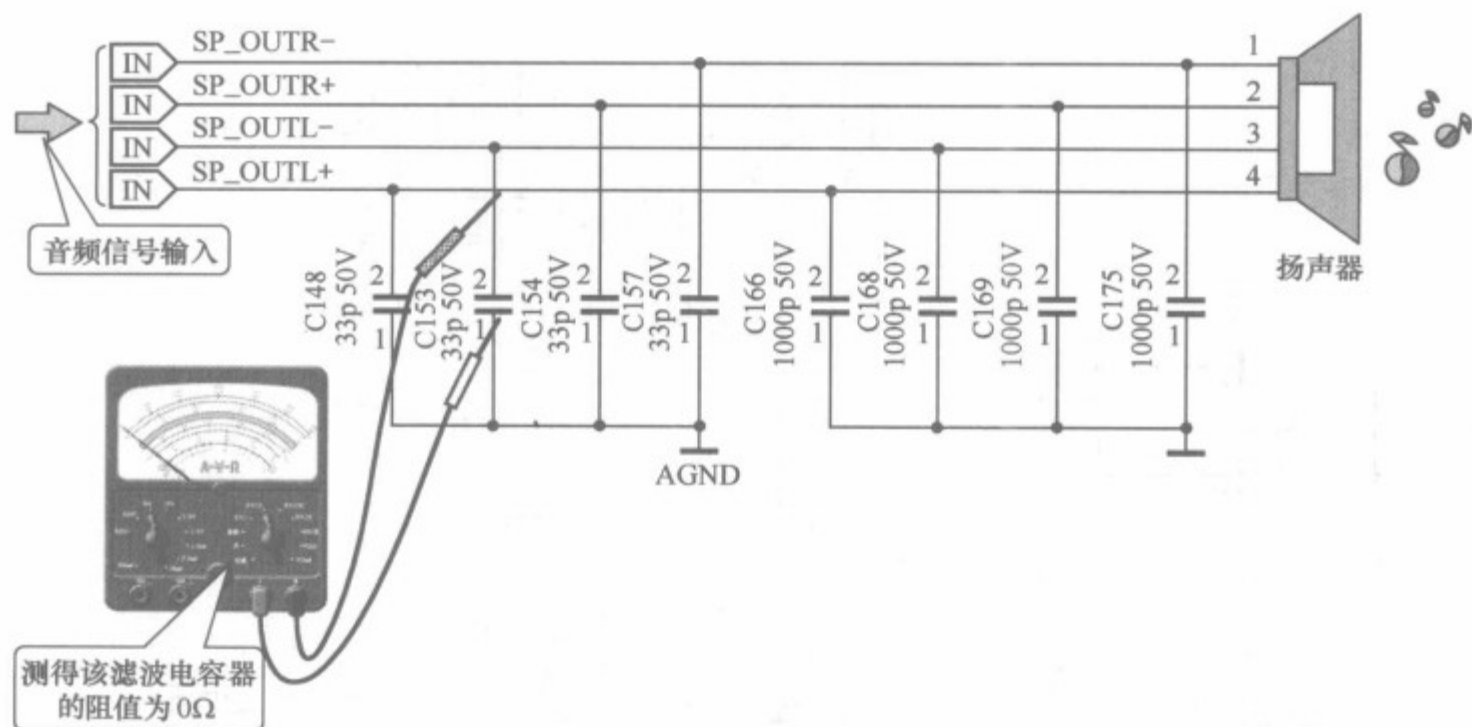 SP_OUTR−
IN
SP_OUTR+
IN
SP_OUTL−
IN
SP_OUTL+
IN
音频信号输入
1
2
3
4
扬声器
C148
33p 50V
2
1
C153
33p 50V
2
1
C154
33p 50V
2
1
C157
33p 50V
2
1
C166
1000p 50V
2
1
C168
1000p 50V
2
1
C169
1000p 50V
2
1
C175
1000p 50V
2
1
AGND
A-V-Ω
测得该滤波电容器
的阻值为0Ω